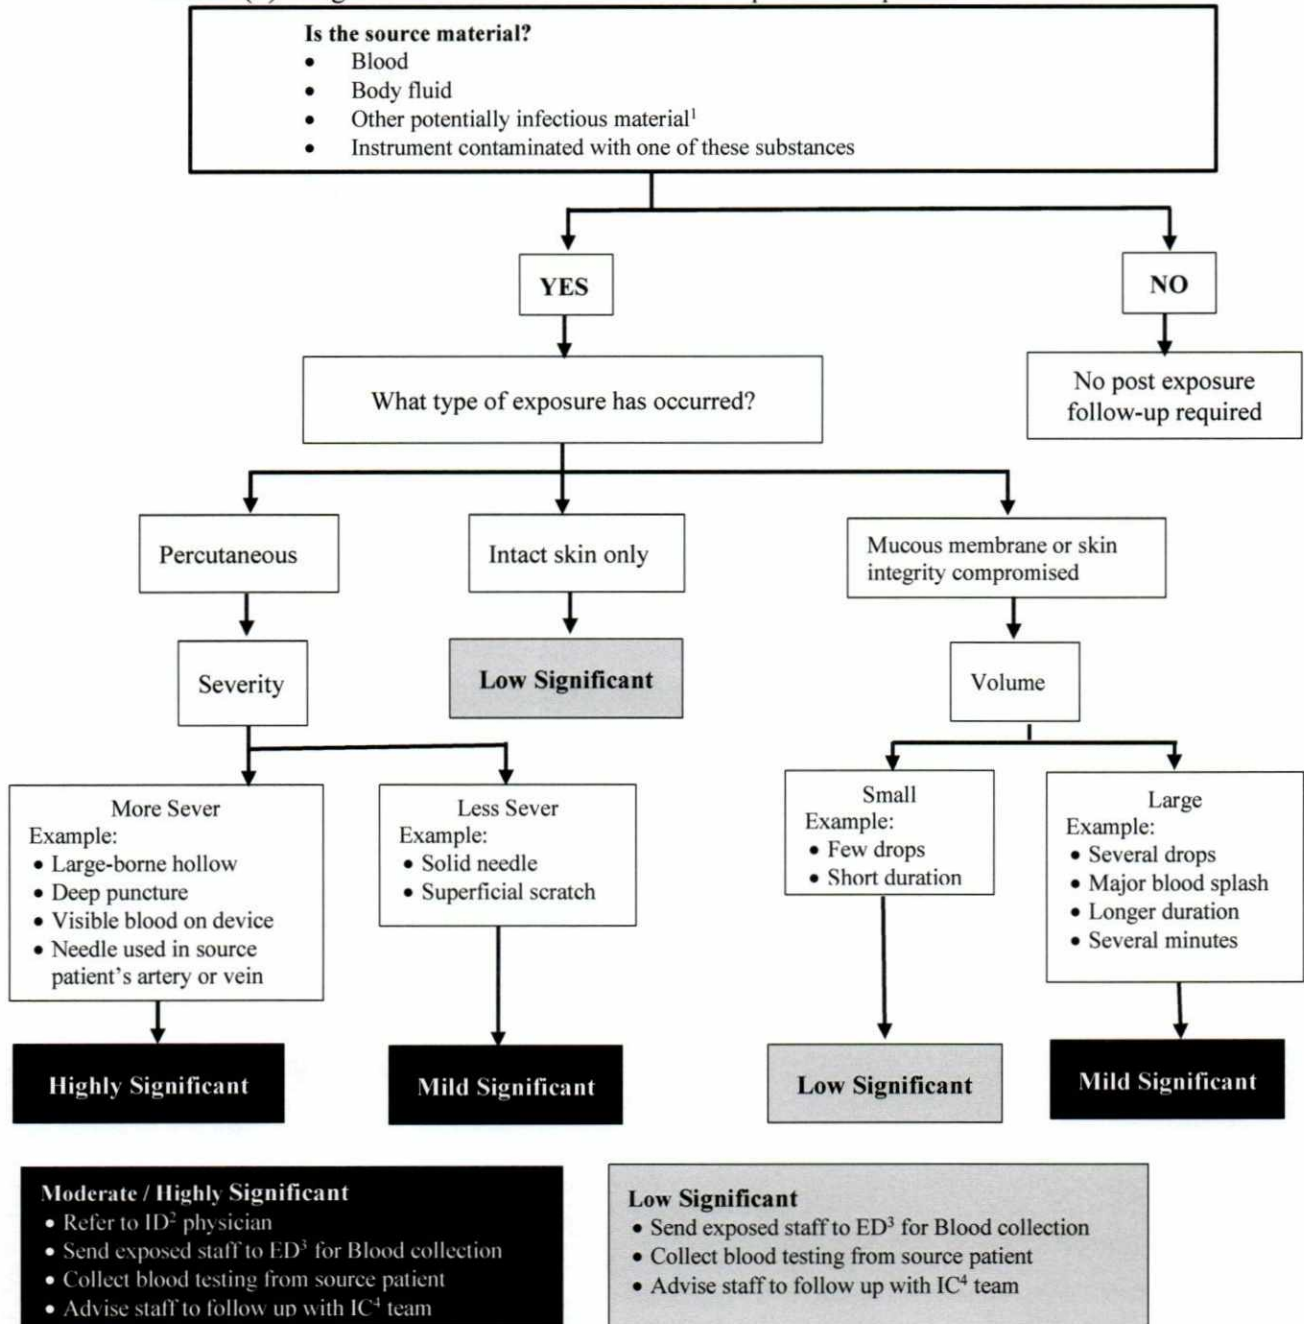 Is the source material?
• Blood
• Body fluid
• Other potentially infectious material¹
• Instrument contaminated with one of these substances
YES
NO
What type of exposure has occurred?
No post exposure
follow-up required
Percutaneous
Intact skin only
Mucous membrane or skin
integrity compromised
Severity
Low Significant
Volume
More Sever
Example:
• Large-borne hollow
• Deep puncture
• Visible blood on device
• Needle used in source
patient's artery or vein
Less Sever
Example:
• Solid needle
• Superficial scratch
Small
Example:
• Few drops
• Short duration
Large
Example:
• Several drops
• Major blood splash
• Longer duration
• Several minutes
Highly Significant
Mild Significant
Low Significant
Mild Significant
Moderate / Highly Significant
• Refer to ID² physician
• Send exposed staff to ED³ for Blood collection
• Collect blood testing from source patient
• Advise staff to follow up with IC⁴ team
Low Significant
• Send exposed staff to ED³ for Blood collection
• Collect blood testing from source patient
• Advise staff to follow up with IC⁴ team